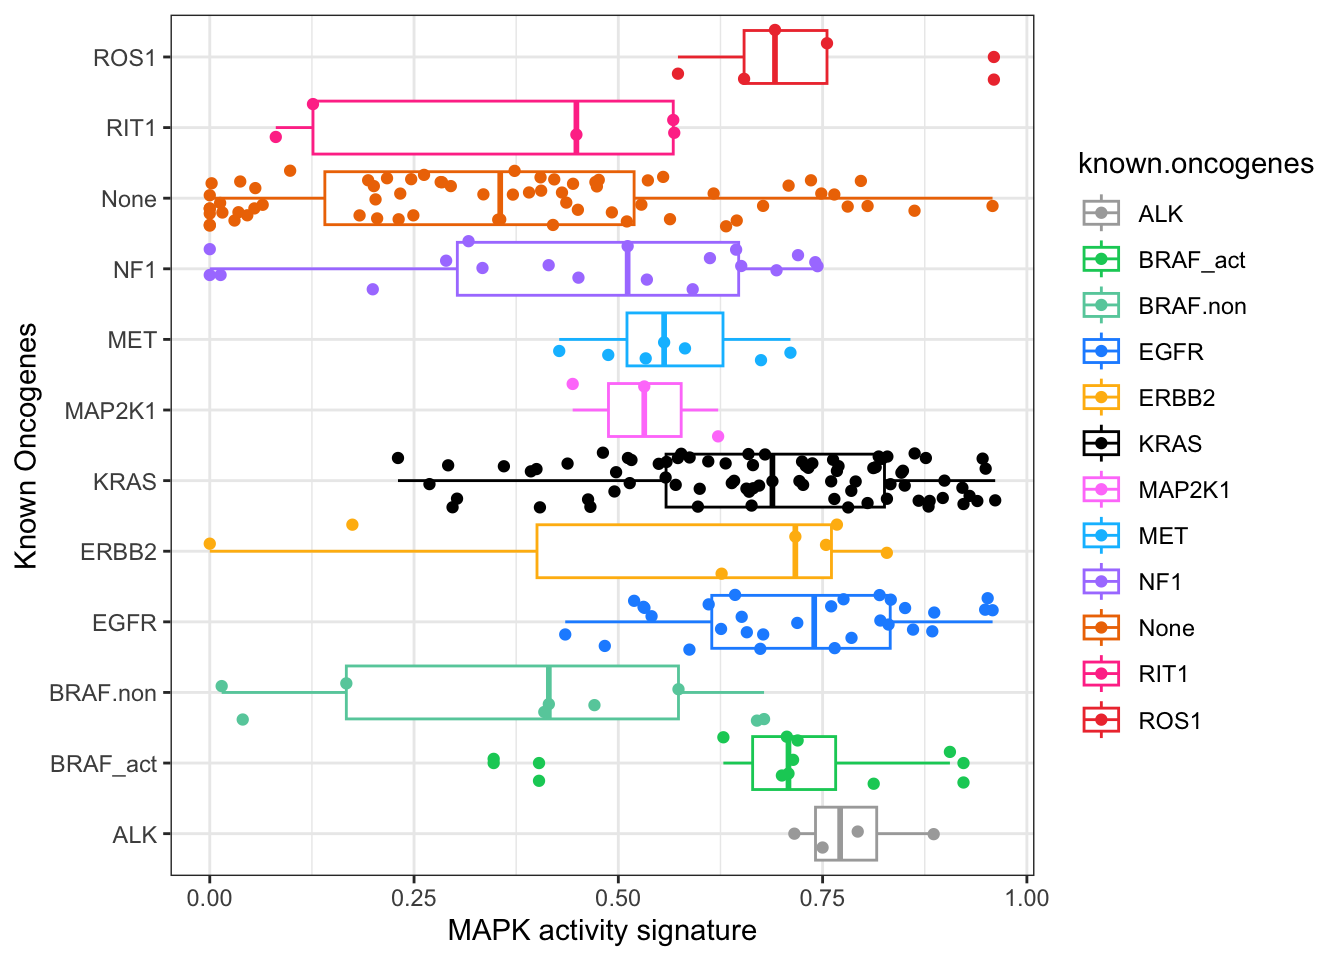 Known Oncogenes
ROS1
RIT1
None
NF1
MET
MAP2K1
KRAS
ERBB2
EGFR
BRAF.non
BRAF_act
ALK
0.00 0.25 0.50 0.75 1.00
MAPK activity signature
known.oncogenes
ALK
BRAF_act
BRAF.non
EGFR
ERBB2
KRAS
MAP2K1
MET
NF1
None
RIT1
ROS1